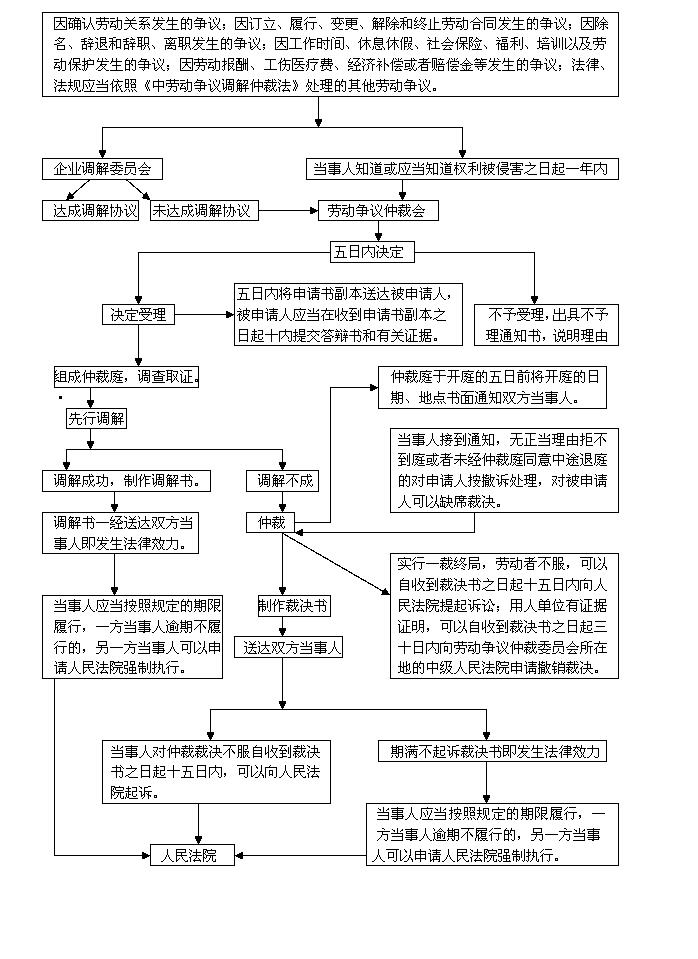 因确认劳动关系发生的争议；因订立、履行、变更、解除和终止劳动合同发生的争议；因除
名、辞退和辞职、离职发生的争议；因工作时间、休息休假、社会保险、福利、培训以及劳
动保护发生的争议；因劳动报酬、工伤医疗费、经济补偿或者赔偿金等发生的争议；法律、
法规应当依照《中劳动争议调解仲裁法》处理的其他劳动争议。
企业调解委员会
当事人知道或应当知道权利被侵害之日起一年内
达成调解协议
未达成调解协议
劳动争议仲裁会
五日内决定
决定受理
五日内将申请书副本送达被申请人，
被申请人应当在收到申请书副本之
日起十内提交答辩书和有关证据。
不予受理，出具不予
理通知书，说明理由
组成仲裁庭，调查取证。
仲裁庭于开庭的五日前将开庭的日
期、地点书面通知双方当事人。
先行调解
当事人接到通知，无正当理由拒不
到庭或者未经仲裁庭同意中途退庭
的对申请人按撤诉处理，对被申请
人可以缺席裁决。
调解成功，制作调解书。
调解不成
调解书一经送达双方当
事人即发生法律效力。
仲裁
实行一裁终局，劳动者不服，可以
自收到裁决书之日起十五日内向人
民法院提起诉讼；用人单位有证据
证明，可以自收到裁决书之日起三
十日内向劳动争议仲裁委员会所在
地的中级人民法院申请撤销裁决。
当事人应当按照规定的期限
履行，一方当事人逾期不履
行的，另一方当事人可以申
请人民法院强制执行。
制作裁决书
送达双方当事人
当事人对仲裁裁决不服自收到裁决
书之日起十五日内，可以向人民法
院起诉。
期满不起诉裁决书即发生法律效力
当事人应当按照规定的期限履行，一
方当事人逾期不履行的，另一方当事
人可以申请人民法院强制执行。
人民法院